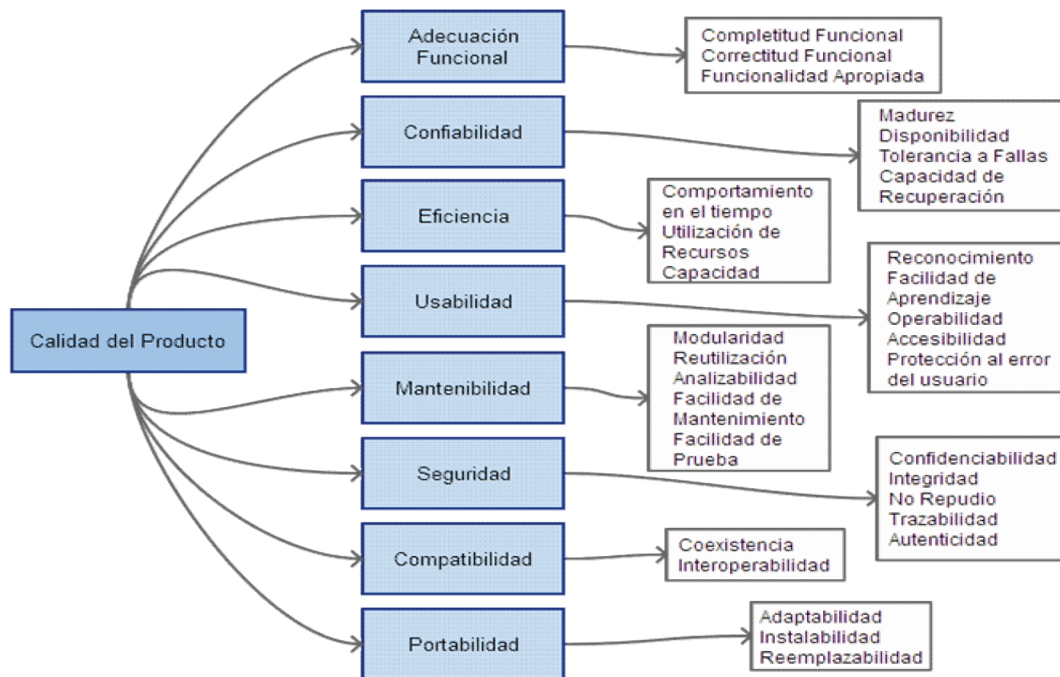 Calidad del Producto
Adecuación
Funcional
Completitud Funcional
Correctitud Funcional
Funcionalidad Apropiada
Confiabilidad
Madurez
Disponibilidad
Tolerancia a Fallas
Capacidad de
Recuperación
Eficiencia
Comportamiento
en el tiempo
Utilización de
Recursos
Capacidad
Usabilidad
Reconocimiento
Facilidad de
Aprendizaje
Operabilidad
Accesibilidad
Protección al error
del usuario
Mantenibilidad
Modularidad
Reutilización
Analizabilidad
Facilidad de
Mantenimiento
Facilidad de
Prueba
Seguridad
Confidenciabilidad
Integridad
No Repudio
Trazabilidad
Autenticidad
Compatibilidad
Coexistencia
Interoperabilidad
Portabilidad
Adaptabilidad
Instalabilidad
Reemplazabilidad